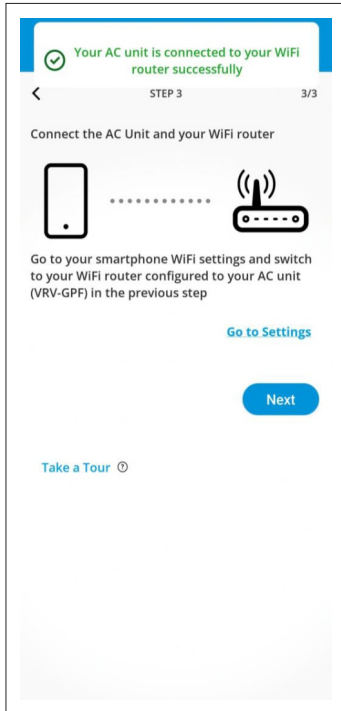 Your AC unit is connected to your WiFi
router successfully
STEP 3
3/3
Connect the AC Unit and your WiFi router
Go to your smartphone WiFi settings and switch
to your WiFi router configured to your AC unit
(VRV-GPF) in the previous step
Go to Settings
Next
Take a Tour